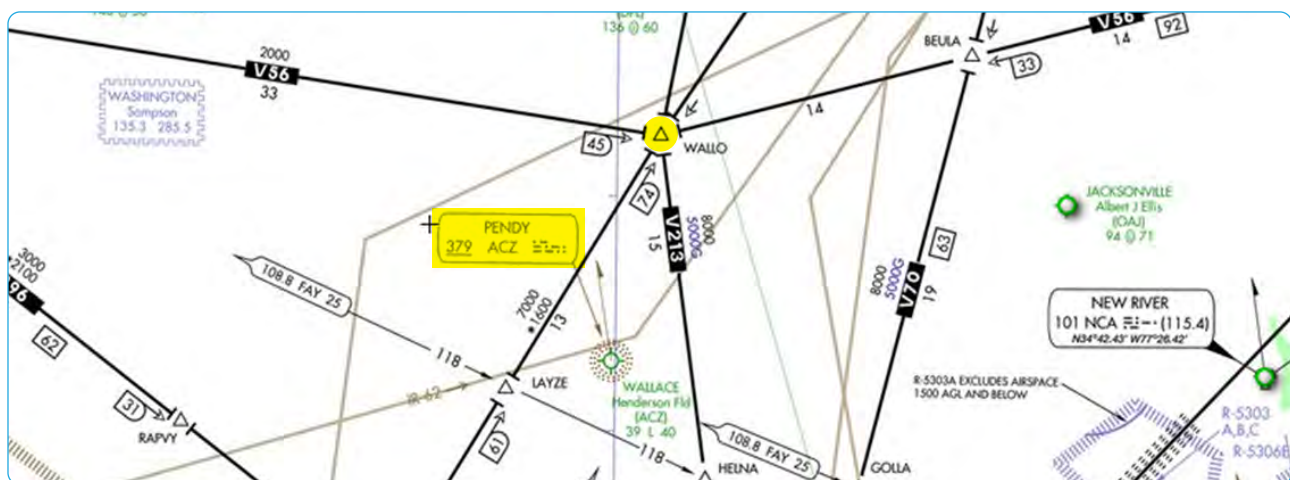 136 60
V56
14
92
BEULA
33
2000
V56
33
WASHINGTON
Sampson
135.3 285.5
45
WALLO
14
74
PENDY
379 ACZ
V213
15
8000
5000G
63
8000
5000G
V70
19
JACKSONVILLE
Albert J Ellis
(OAJ)
94 71
108.8 FAY 25
7000
*1600
13
3000
*2100
62
118
NEW RIVER
101 NCA (115.4)
N34°42.43' W77°26.42'
LAYZE
IR-62
WALLACE
Henderson Fld
(ACZ)
39 L 40
R-5303A EXCLUDES AIRSPACE
1500 AGL AND BELOW
31
RAPVY
61
118
108.8 FAY 25
HELNA
GOLLA
R-5303
A,B,C
R-5306